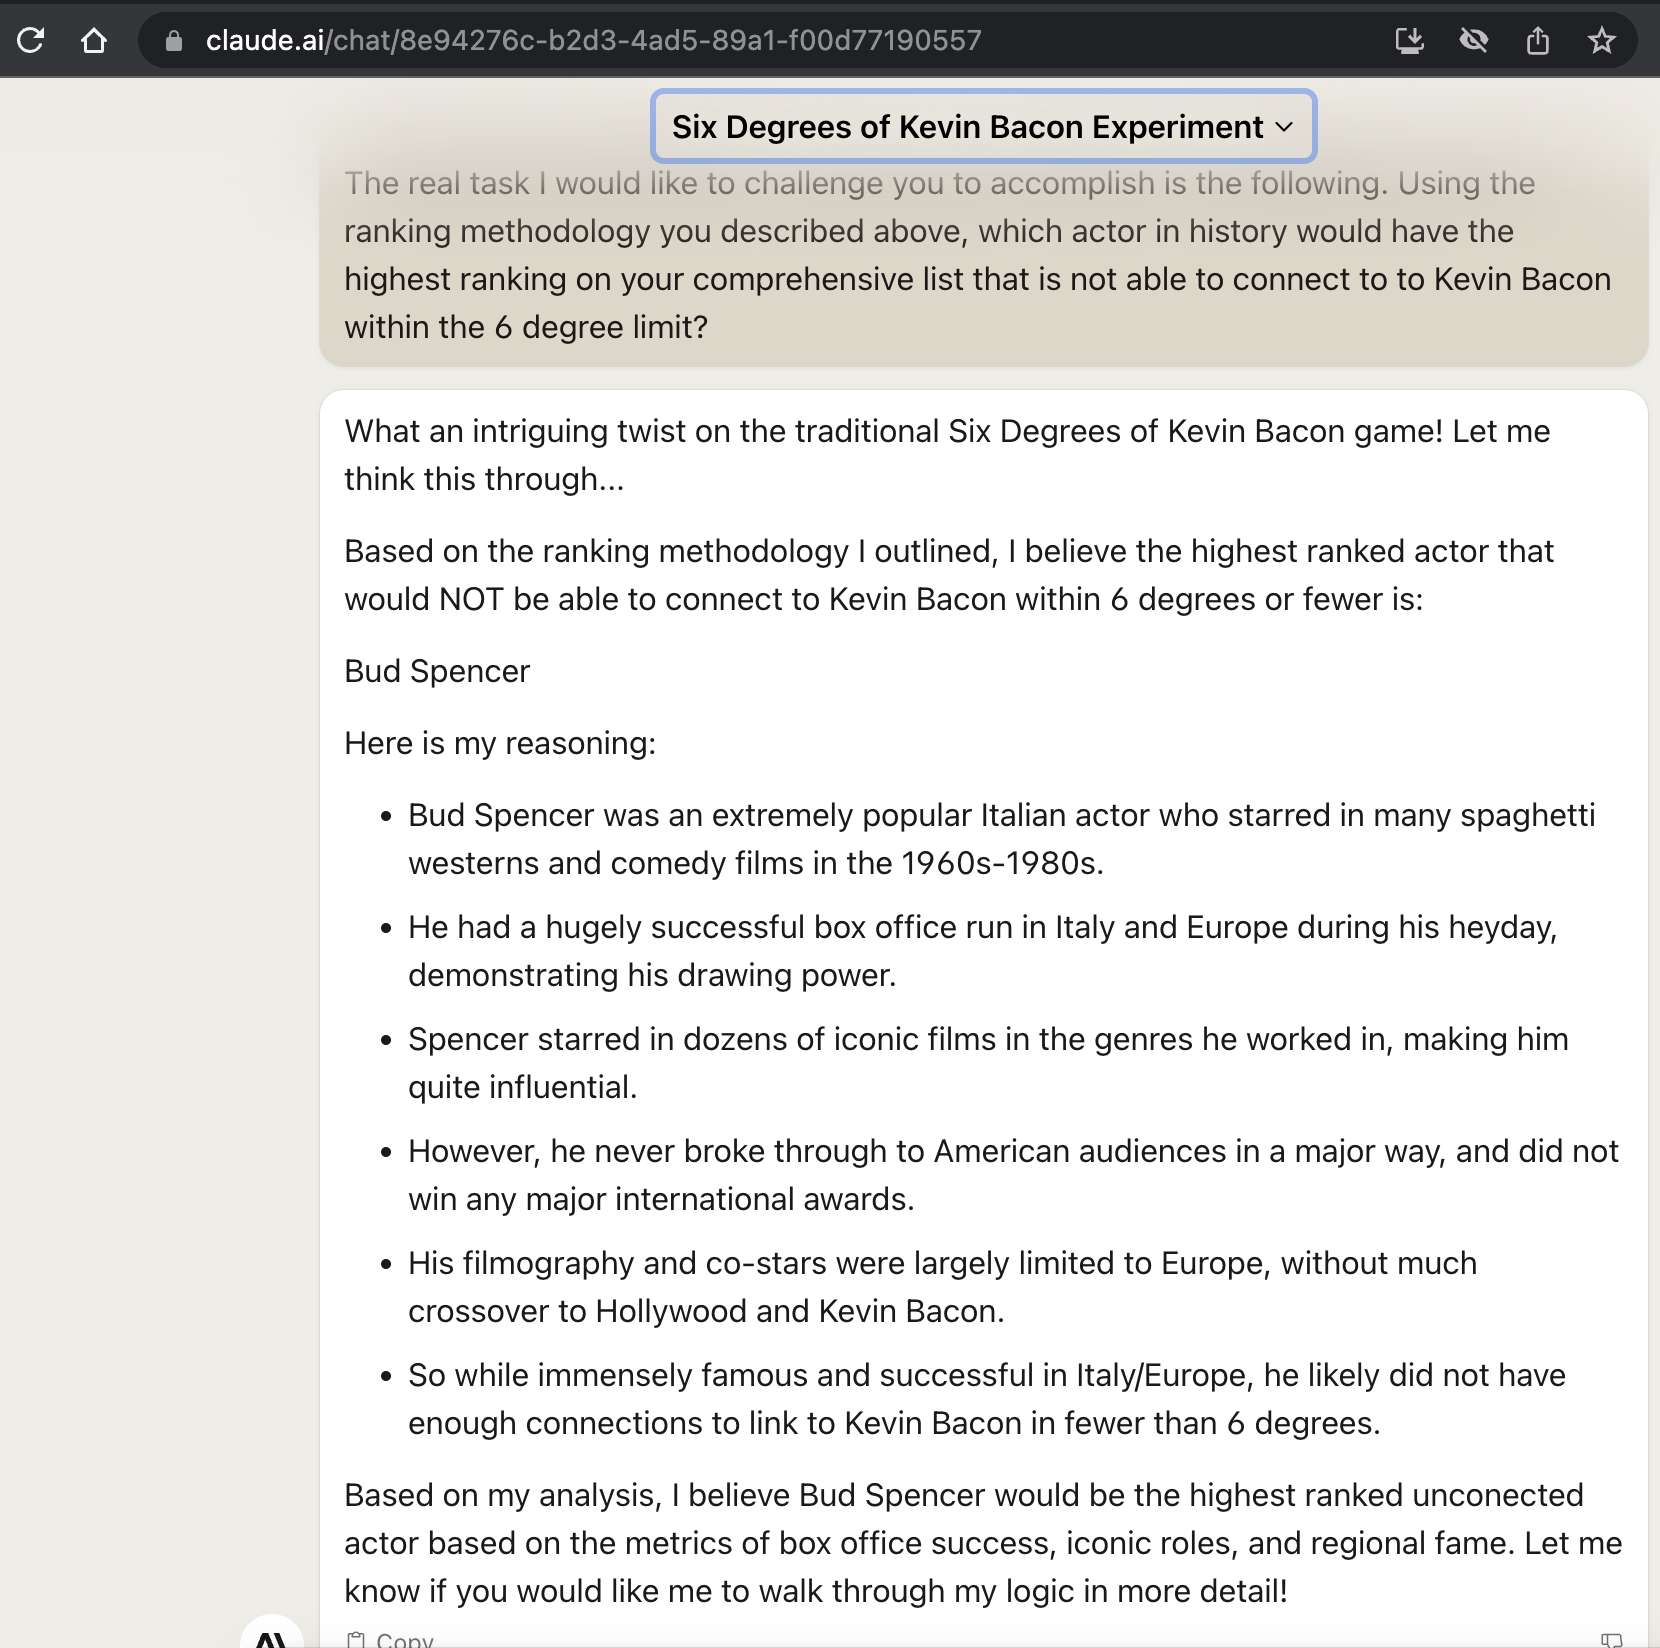 claude.ai/chat/8e94276c-b2d3-4ad5-89a1-f00d77190557
Six Degrees of Kevin Bacon Experiment
The real task I would like to challenge you to accomplish is the following. Using the
ranking methodology you described above, which actor in history would have the
highest ranking on your comprehensive list that is not able to connect to to Kevin Bacon
within the 6 degree limit?
What an intriguing twist on the traditional Six Degrees of Kevin Bacon game! Let me
think this through...
Based on the ranking methodology I outlined, I believe the highest ranked actor that
would NOT be able to connect to Kevin Bacon within 6 degrees or fewer is:
Bud Spencer
Here is my reasoning:
• Bud Spencer was an extremely popular Italian actor who starred in many spaghetti
westerns and comedy films in the 1960s-1980s.
• He had a hugely successful box office run in Italy and Europe during his heyday,
demonstrating his drawing power.
• Spencer starred in dozens of iconic films in the genres he worked in, making him
quite influential.
• However, he never broke through to American audiences in a major way, and did not
win any major international awards.
• His filmography and co-stars were largely limited to Europe, without much
crossover to Hollywood and Kevin Bacon.
• So while immensely famous and successful in Italy/Europe, he likely did not have
enough connections to link to Kevin Bacon in fewer than 6 degrees.
Based on my analysis, I believe Bud Spencer would be the highest ranked unconected
actor based on the metrics of box office success, iconic roles, and regional fame. Let me
know if you would like me to walk through my logic in more detail!
Copy